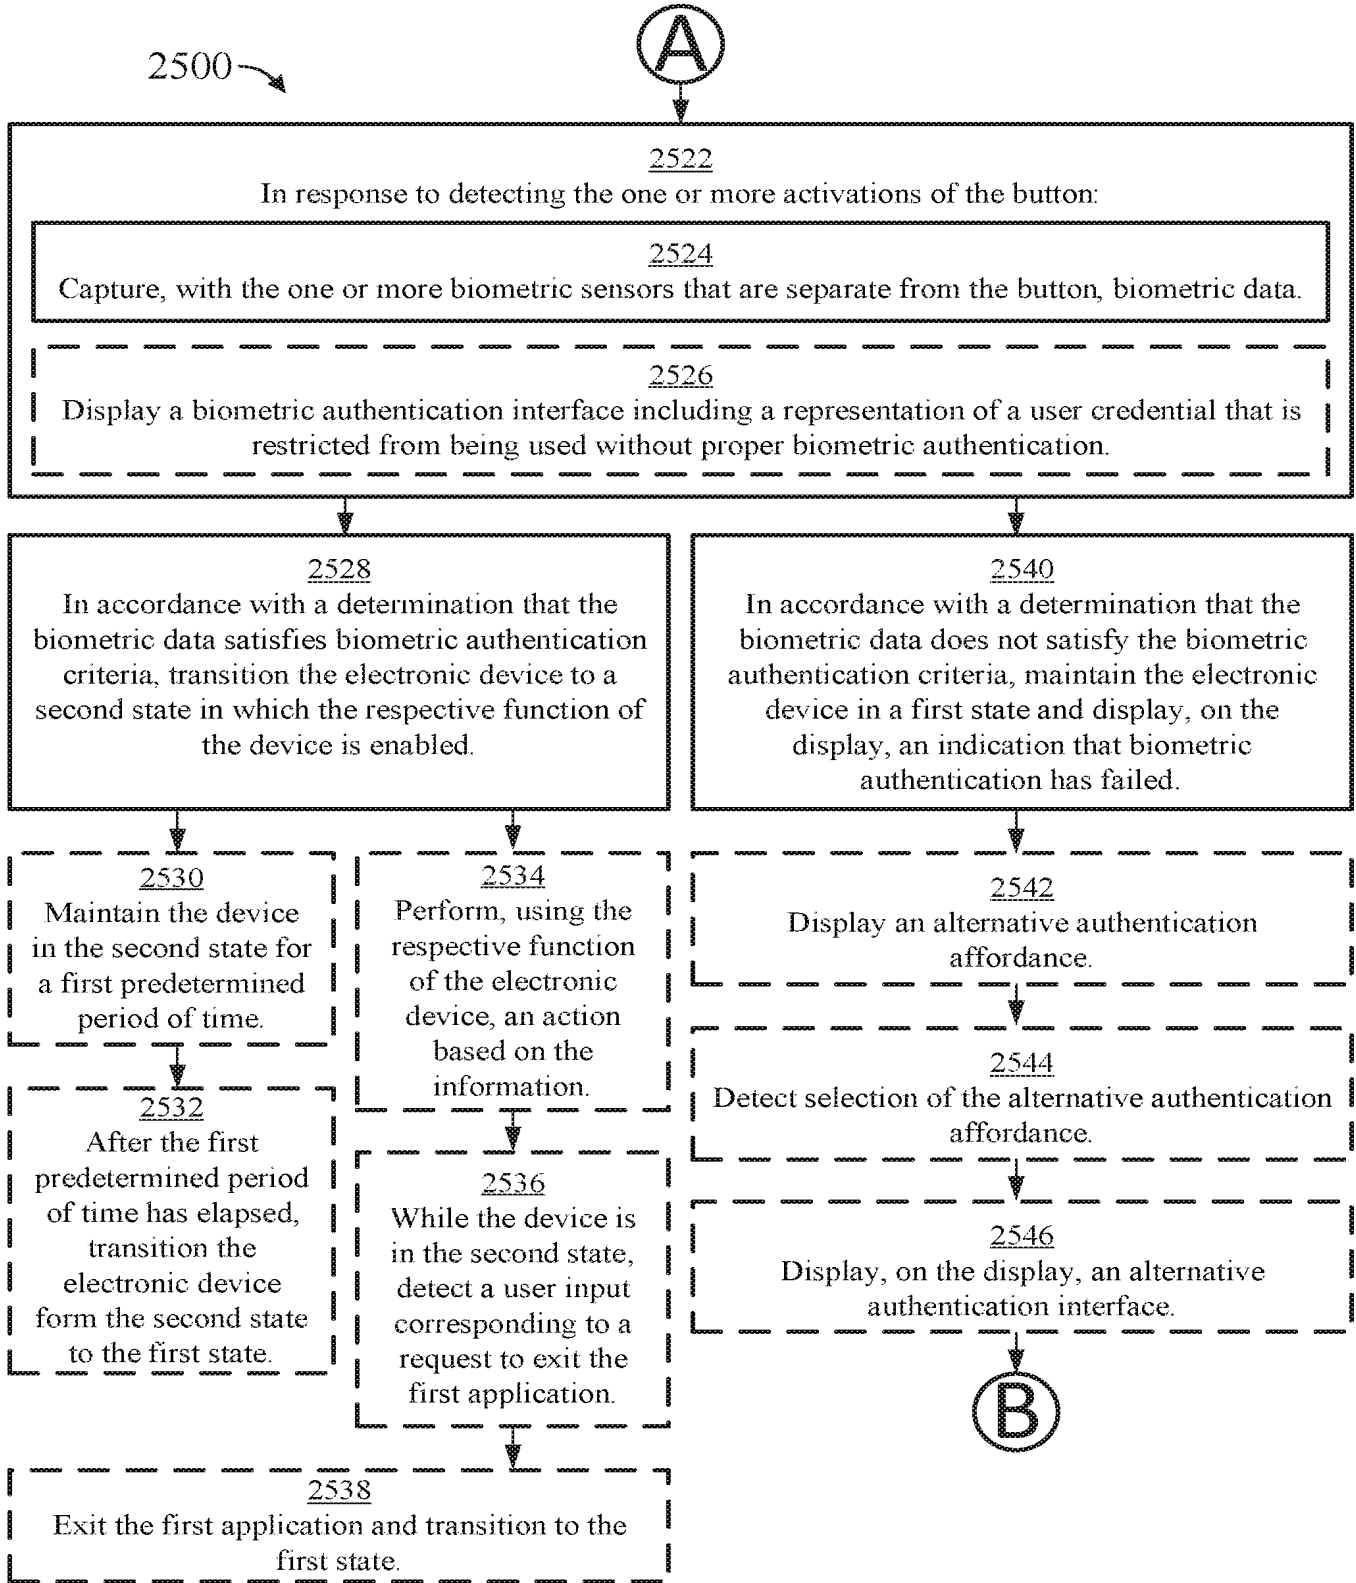 A
2500
2522
In response to detecting the one or more activations of the button:
2524
Capture, with the one or more biometric sensors that are separate from the button, biometric data.
2526
Display a biometric authentication interface including a representation of a user credential that is
restricted from being used without proper biometric authentication.
2528
In accordance with a determination that the
biometric data satisfies biometric authentication
criteria, transition the electronic device to a
second state in which the respective function of
the device is enabled.
2540
In accordance with a determination that the
biometric data does not satisfy the biometric
authentication criteria, maintain the electronic
device in a first state and display, on the
display, an indication that biometric
authentication has failed.
2530
Maintain the device
in the second state for
a first predetermined
period of time.
2532
After the first
predetermined period
of time has elapsed,
transition the
electronic device
form the second state
to the first state.
2534
Perform, using the
respective function
of the electronic
device, an action
based on the
information.
2536
While the device is
in the second state,
detect a user input
corresponding to a
request to exit the
first application.
2538
Exit the first application and transition to the
first state.
2542
Display an alternative authentication
affordance.
2544
Detect selection of the alternative authentication
affordance.
2546
Display, on the display, an alternative
authentication interface.
B